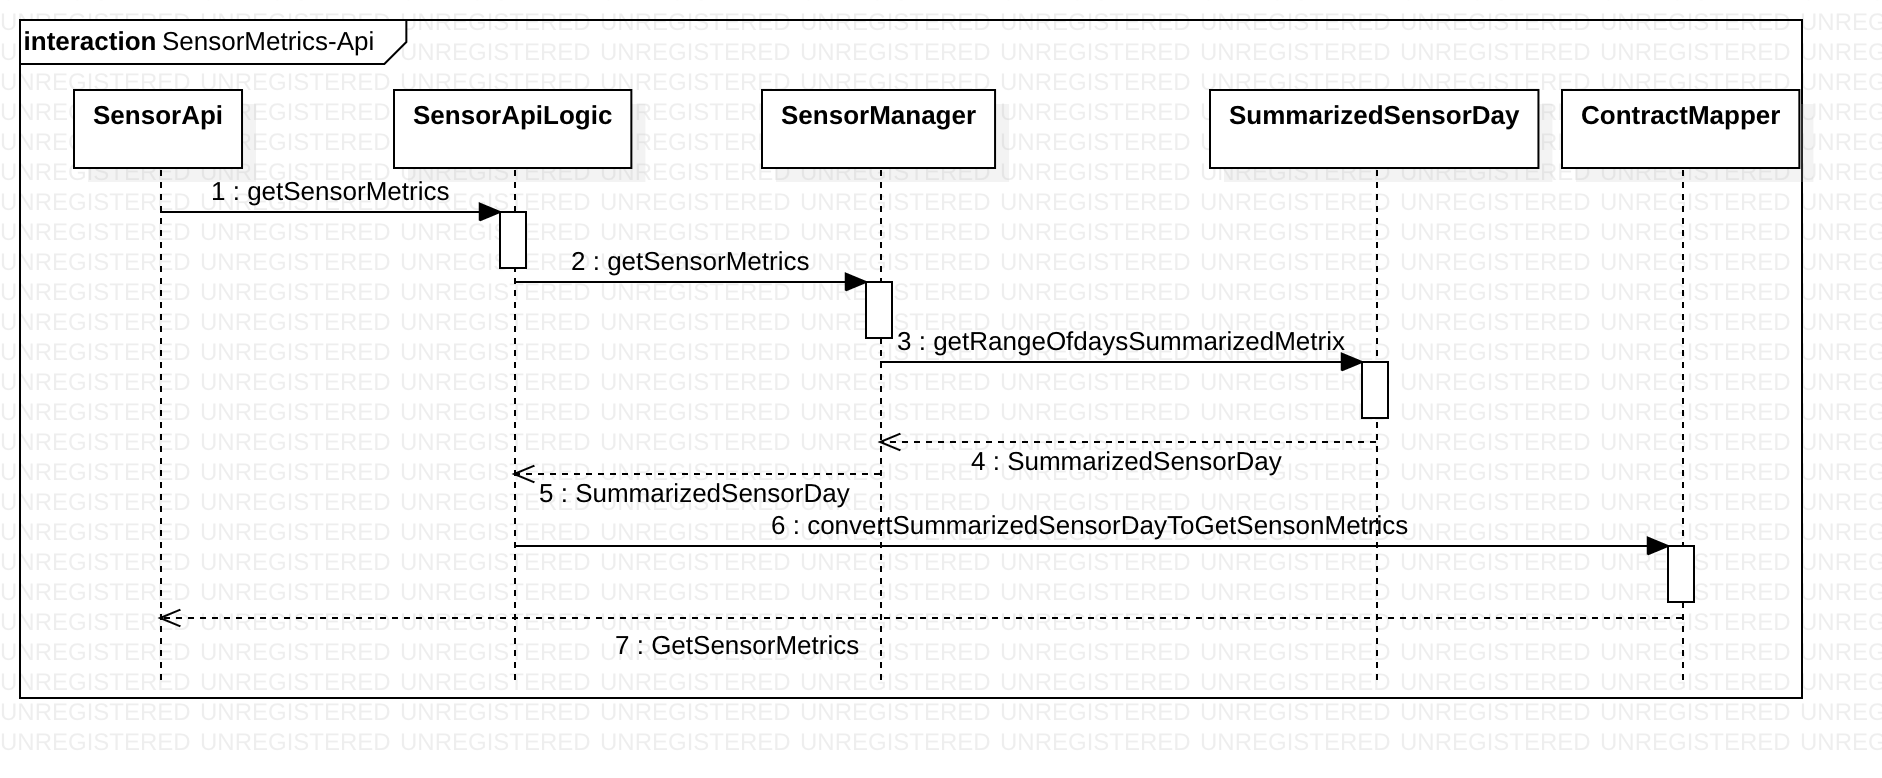 interaction SensorMetrics-Api
SensorApi
SensorApiLogic
SensorManager
SummarizedSensorDay
ContractMapper
1 : getSensorMetrics
2 : getSensorMetrics
3 : getRangeOfdaysSummarizedMetrix
4 : SummarizedSensorDay
5 : SummarizedSensorDay
6 : convertSummarizedSensorDayToGetSensonMetrics
7 : GetSensorMetrics
UNREGISTERED